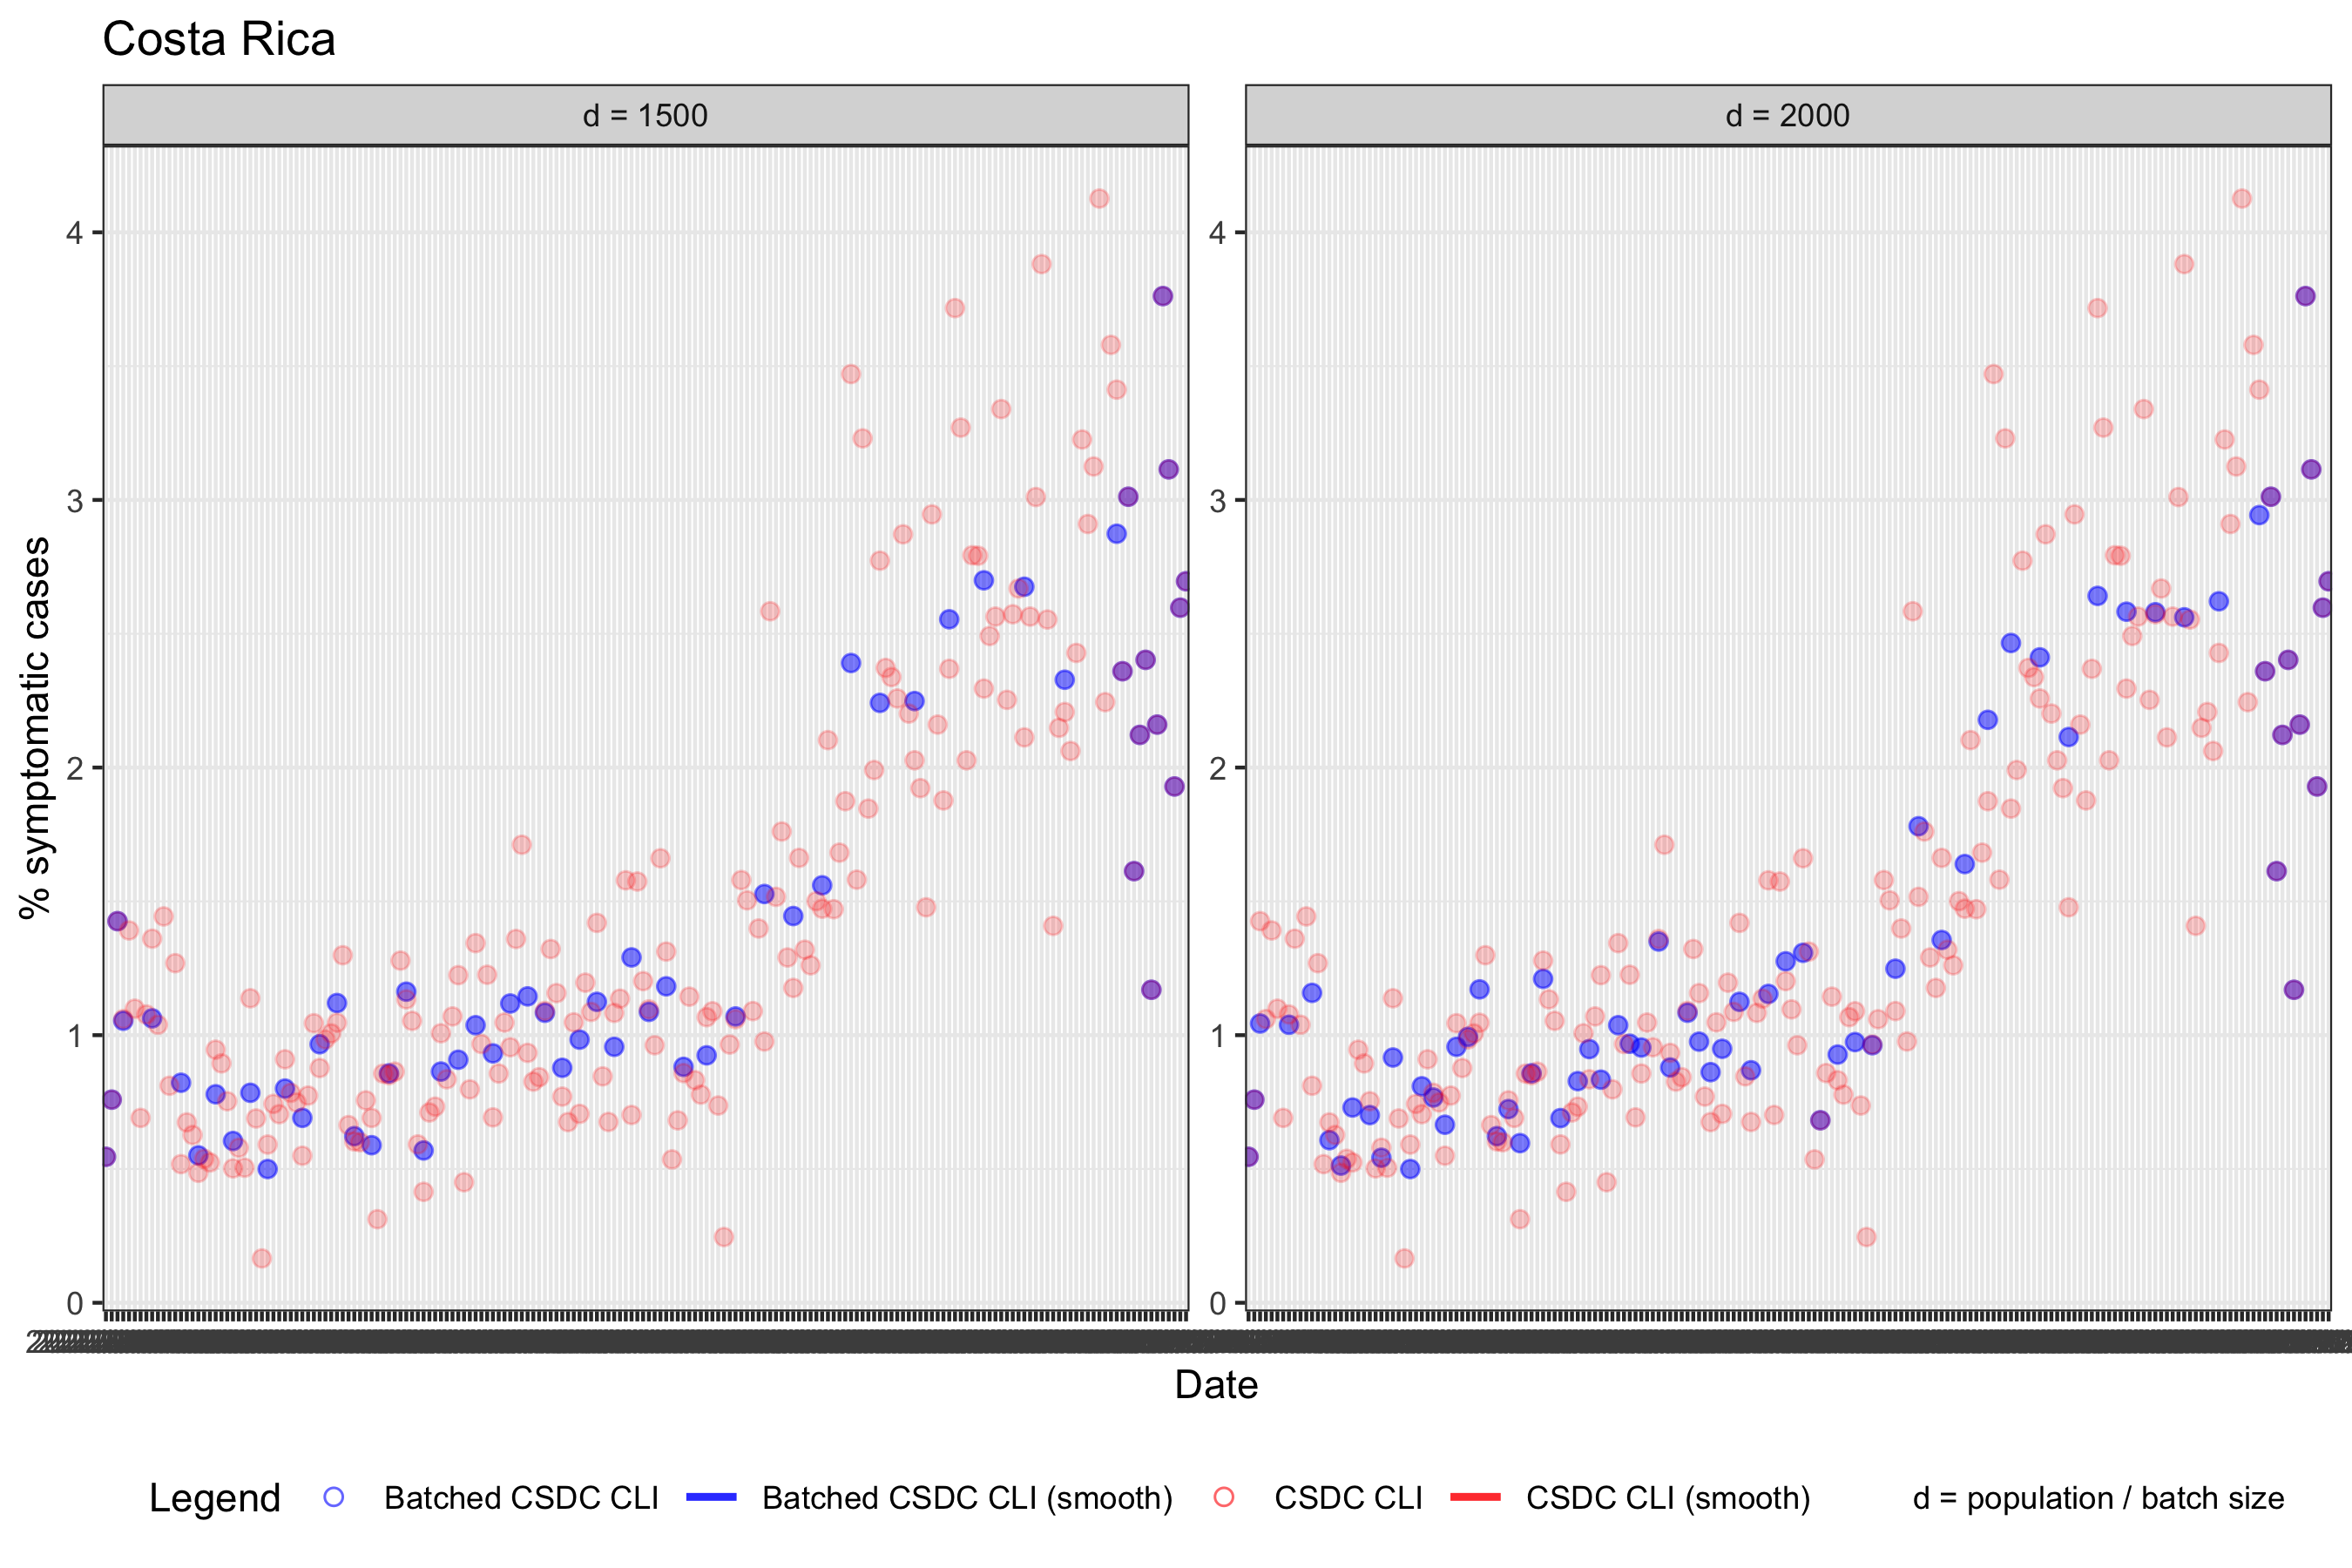 Costa Rica
d = 1500
d = 2000
% symptomatic cases
4
3
2
1
0
4
3
2
1
0
Date
Legend
Batched CSDC CLI
Batched CSDC CLI (smooth)
CSDC CLI
CSDC CLI (smooth)
d = population / batch size